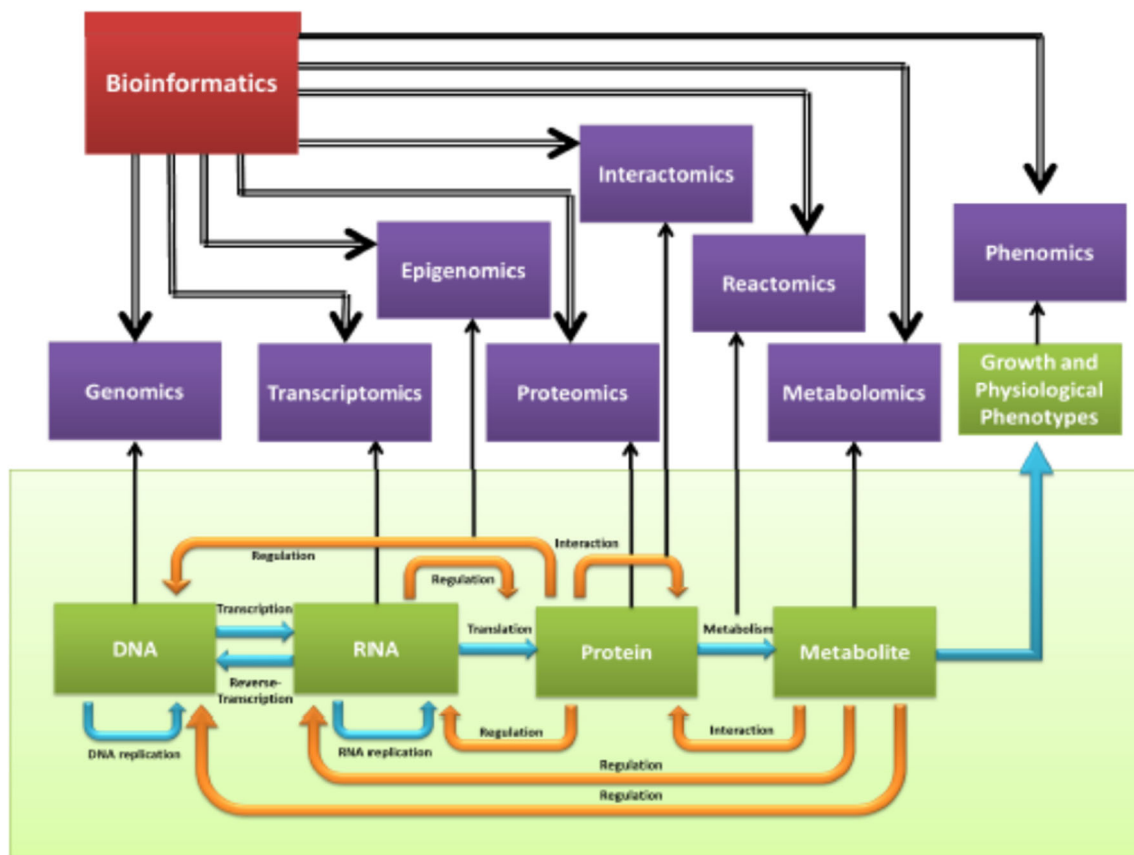 Bioinformatics
Interactomics
Epigenomics
Reactomics
Phenomics
Genomics
Transcriptomics
Proteomics
Metabolomics
Growth and
Physiological
Phenotypes
Regulation
Interaction
Regulation
Transcription
Translation
Metabolism
DNA
RNA
Protein
Metabolite
Reverse-
Transcription
DNA replication
RNA replication
Regulation
Interaction
Regulation
Regulation